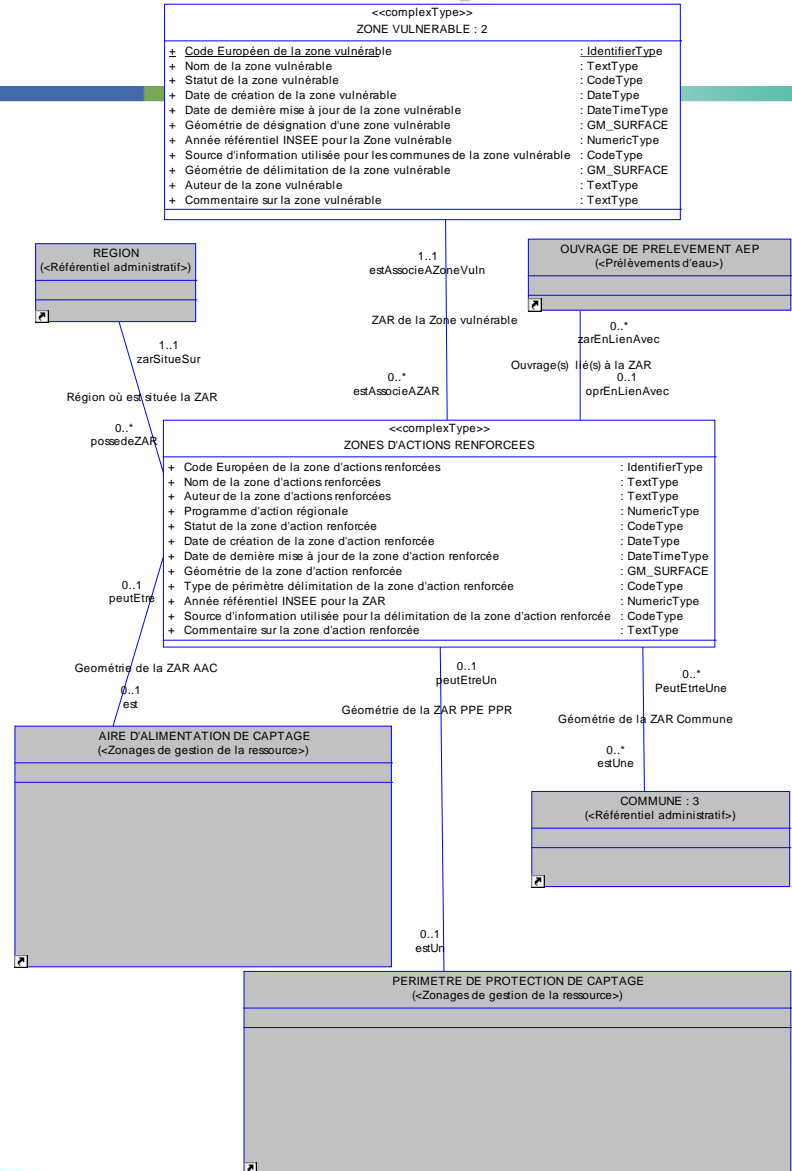 <<complexType>>
ZONE VULNERABLE : 2
+ Code Européen de la zone vulnérable : IdentifierType
+ Nom de la zone vulnérable : TextType
+ Statut de la zone vulnérable : CodeType
+ Date de création de la zone vulnérable : DateType
+ Date de dernière mise à jour de la zone vulnérable : DateTimeType
+ Géométrie de désignation d'une zone vulnérable : GM_SURFACE
+ Année référentiel INSEE pour la Zone vulnérable : NumericType
+ Source d'information utilisée pour les communes de la zone vulnérable : CodeType
+ Géométrie de délimitation de la zone vulnérable : GM_SURFACE
+ Auteur de la zone vulnérable : TextType
+ Commentaire sur la zone vulnérable : TextType
REGION
(<Référentiel administratif>)
OUVRAGE DE PRELEVEMENT AEP
(<Prélèvements d'eau>)
1..1
estAssocieAZoneVuln
ZAR de la Zone vulnérable
0..*
estAssocieAZAR
0..*
zarEnLienAvec
Ouvrage(s) lié(s) à la ZAR
0..1
oprEnLienAvec
1..1
zarSitueSur
Région où est située la ZAR
0..*
possedeZAR
<<complexType>>
ZONES D'ACTIONS RENFORCEES
+ Code Européen de la zone d'actions renforcées : IdentifierType
+ Nom de la zone d'actions renforcées : TextType
+ Auteur de la zone d'actions renforcées : TextType
+ Programme d'action régionale : NumericType
+ Statut de la zone d'action renforcée : CodeType
+ Date de création de la zone d'action renforcée : DateType
+ Date de dernière mise à jour de la zone d'action renforcée : DateTimeType
+ Géométrie de la zone d'action renforcée : GM_SURFACE
+ Type de périmètre délimitation de la zone d'action renforcée : CodeType
+ Année référentiel INSEE pour la ZAR : NumericType
+ Source d'information utilisée pour la délimitation de la zone d'action renforcée : CodeType
+ Commentaire sur la zone d'action renforcée : TextType
0..1
peutEtre
Geométrie de la ZAR AAC
0..1
est
0..1
peutEtreUn
Géométrie de la ZAR PPE PPR
0..*
PeutEtrteUne
Géométrie de la ZAR Commune
0..*
estUne
AIRE D'ALIMENTATION DE CAPTAGE
(<Zonages de gestion de la ressource>)
COMMUNE : 3
(<Référentiel administratif>)
0..1
estUn
PERIMETRE DE PROTECTION DE CAPTAGE
(<Zonages de gestion de la ressource>)